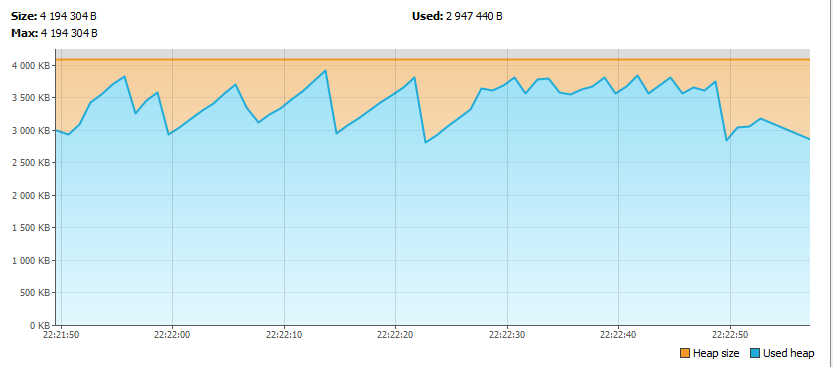 Size: 4 194 304 B Used: 2 947 440 B
Max: 4 194 304 B
4 000 KB
3 500 KB
3 000 KB
2 500 KB
2 000 KB
1 500 KB
1 000 KB
500 KB
0 KB
22:21:50 22:22:00 22:22:10 22:22:20 22:22:30 22:22:40 22:22:50
Heap size Used heap